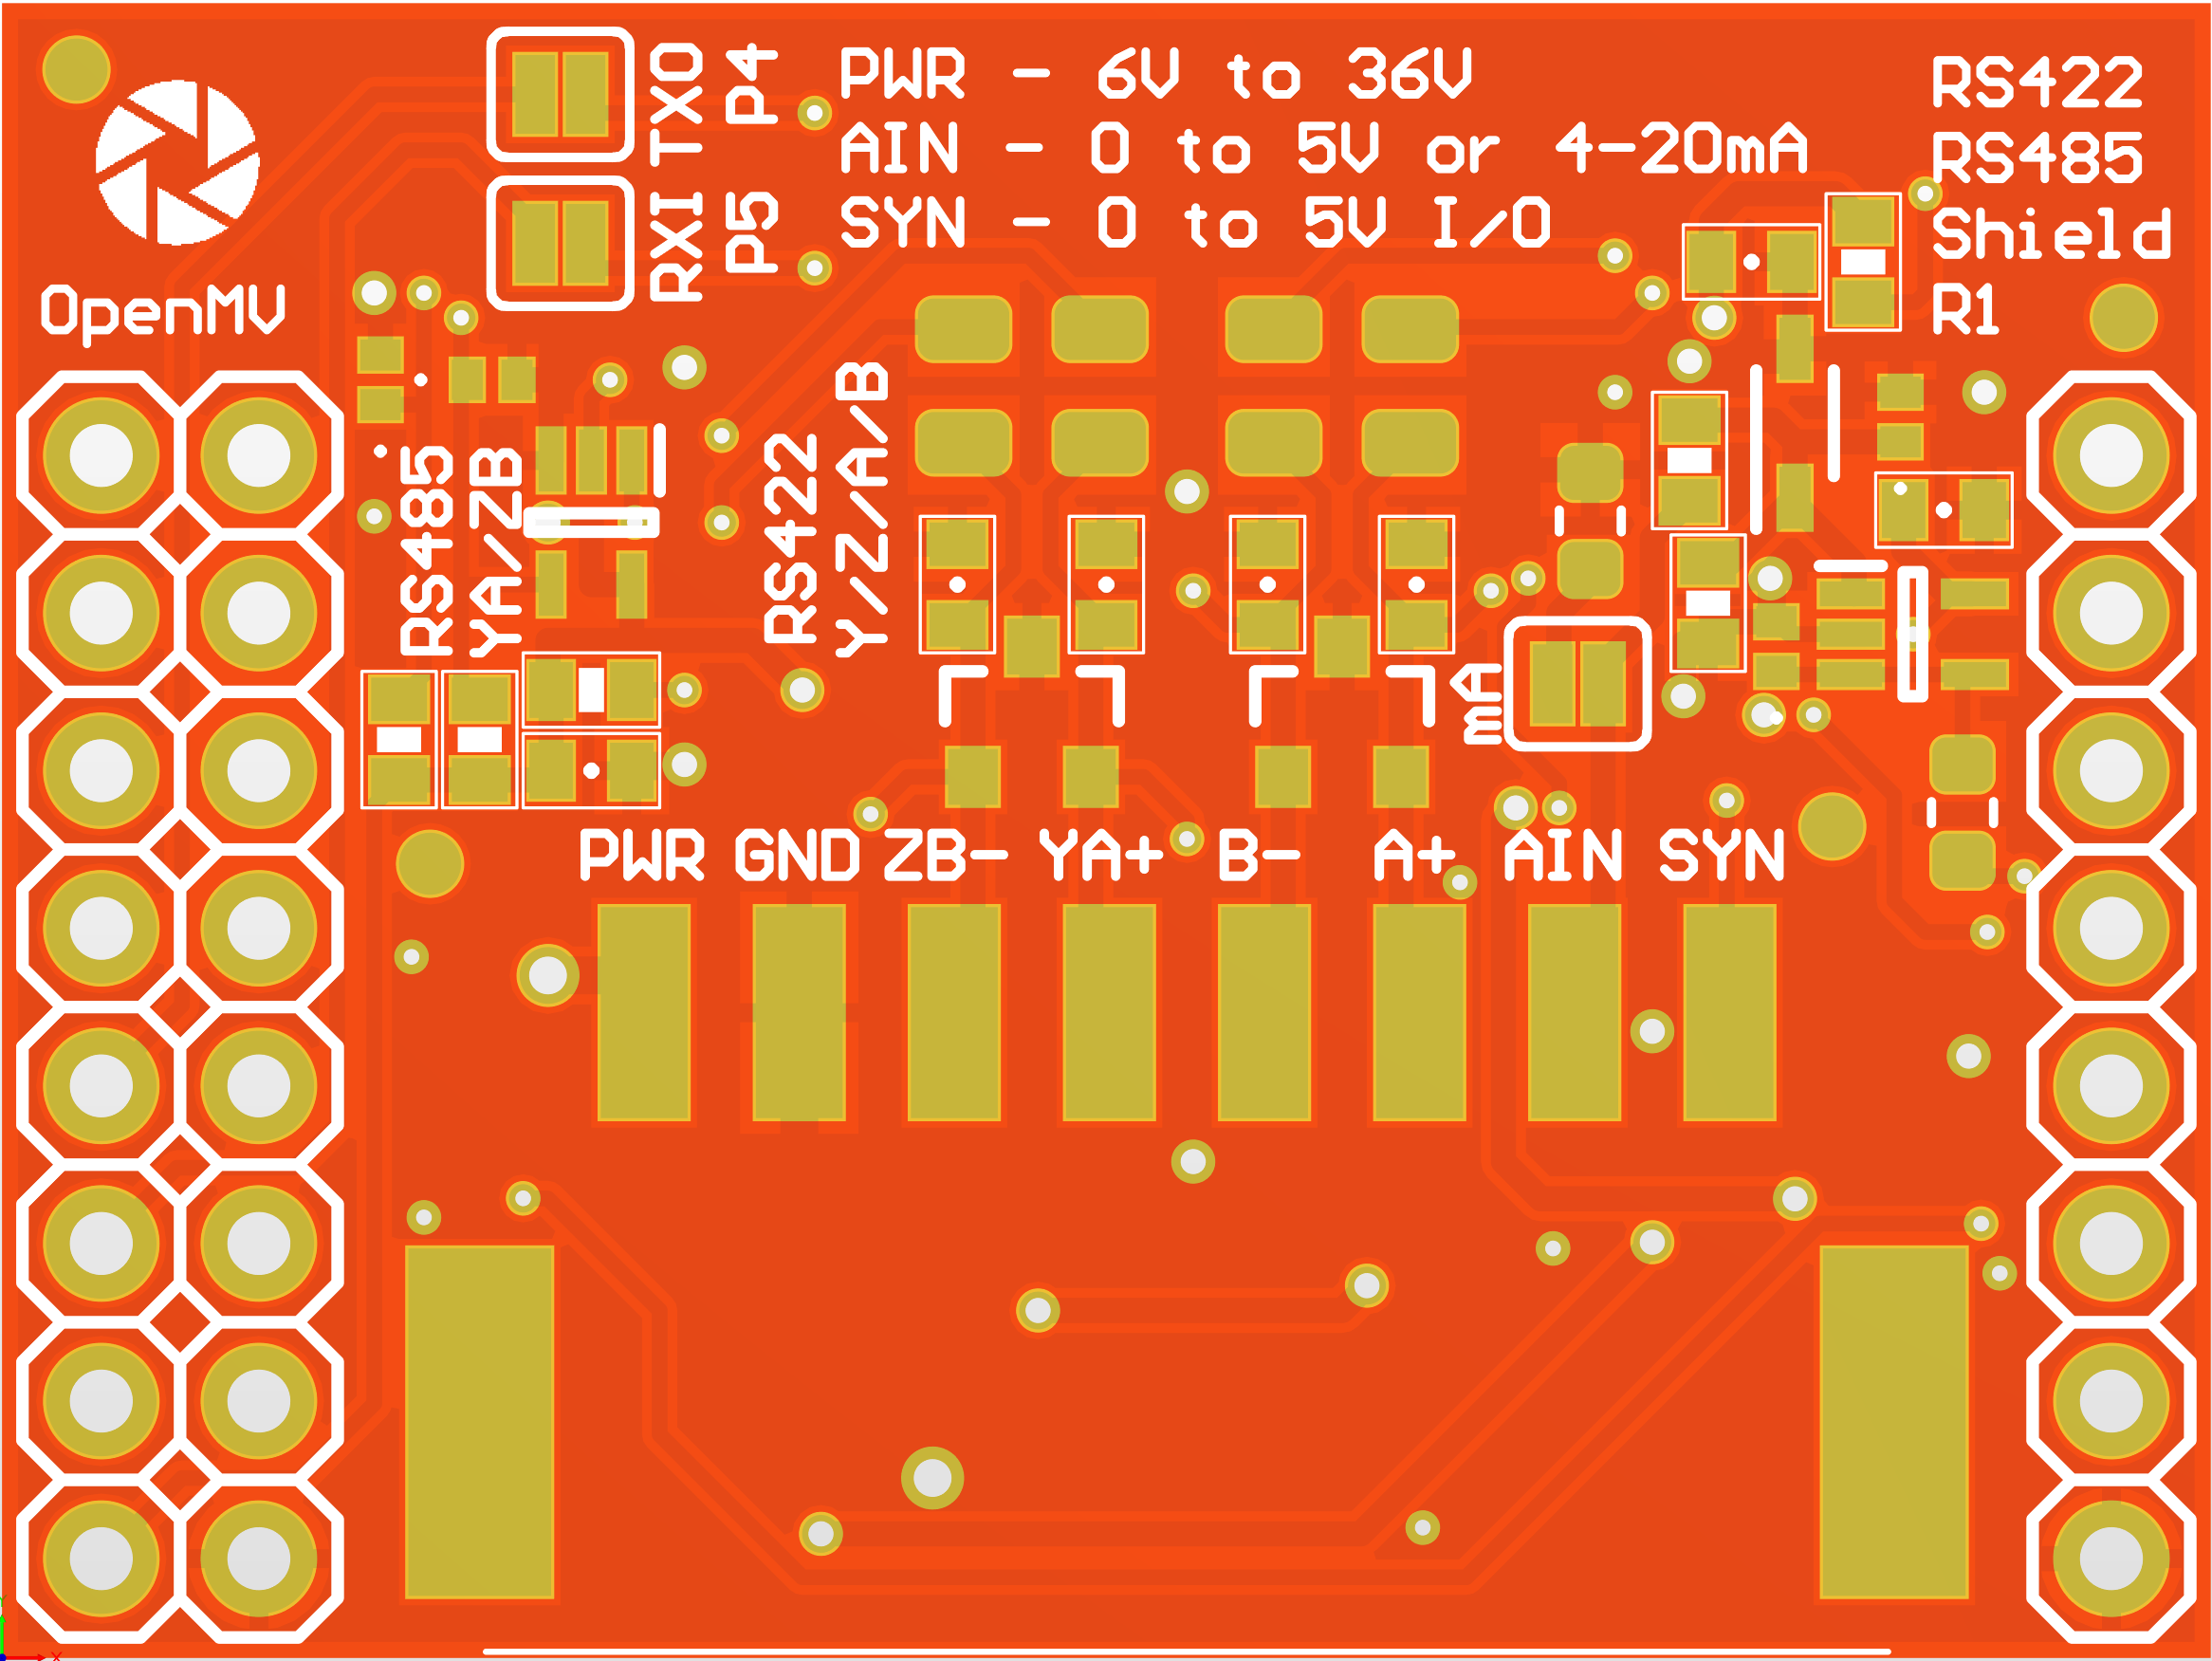 PWR - 6V to 36V
AIN - 0 to 5V or 4-20mA
SYN - 0 to 5V I/O
RS422
RS485
Shield
R1
TXO
P4
RXI
P5
OpenMV
RS485
YA/ZB
RS422
Y/Z/A/B
mA
PWR GND ZB- YA+ B- A+ AIN SYN
X
Y